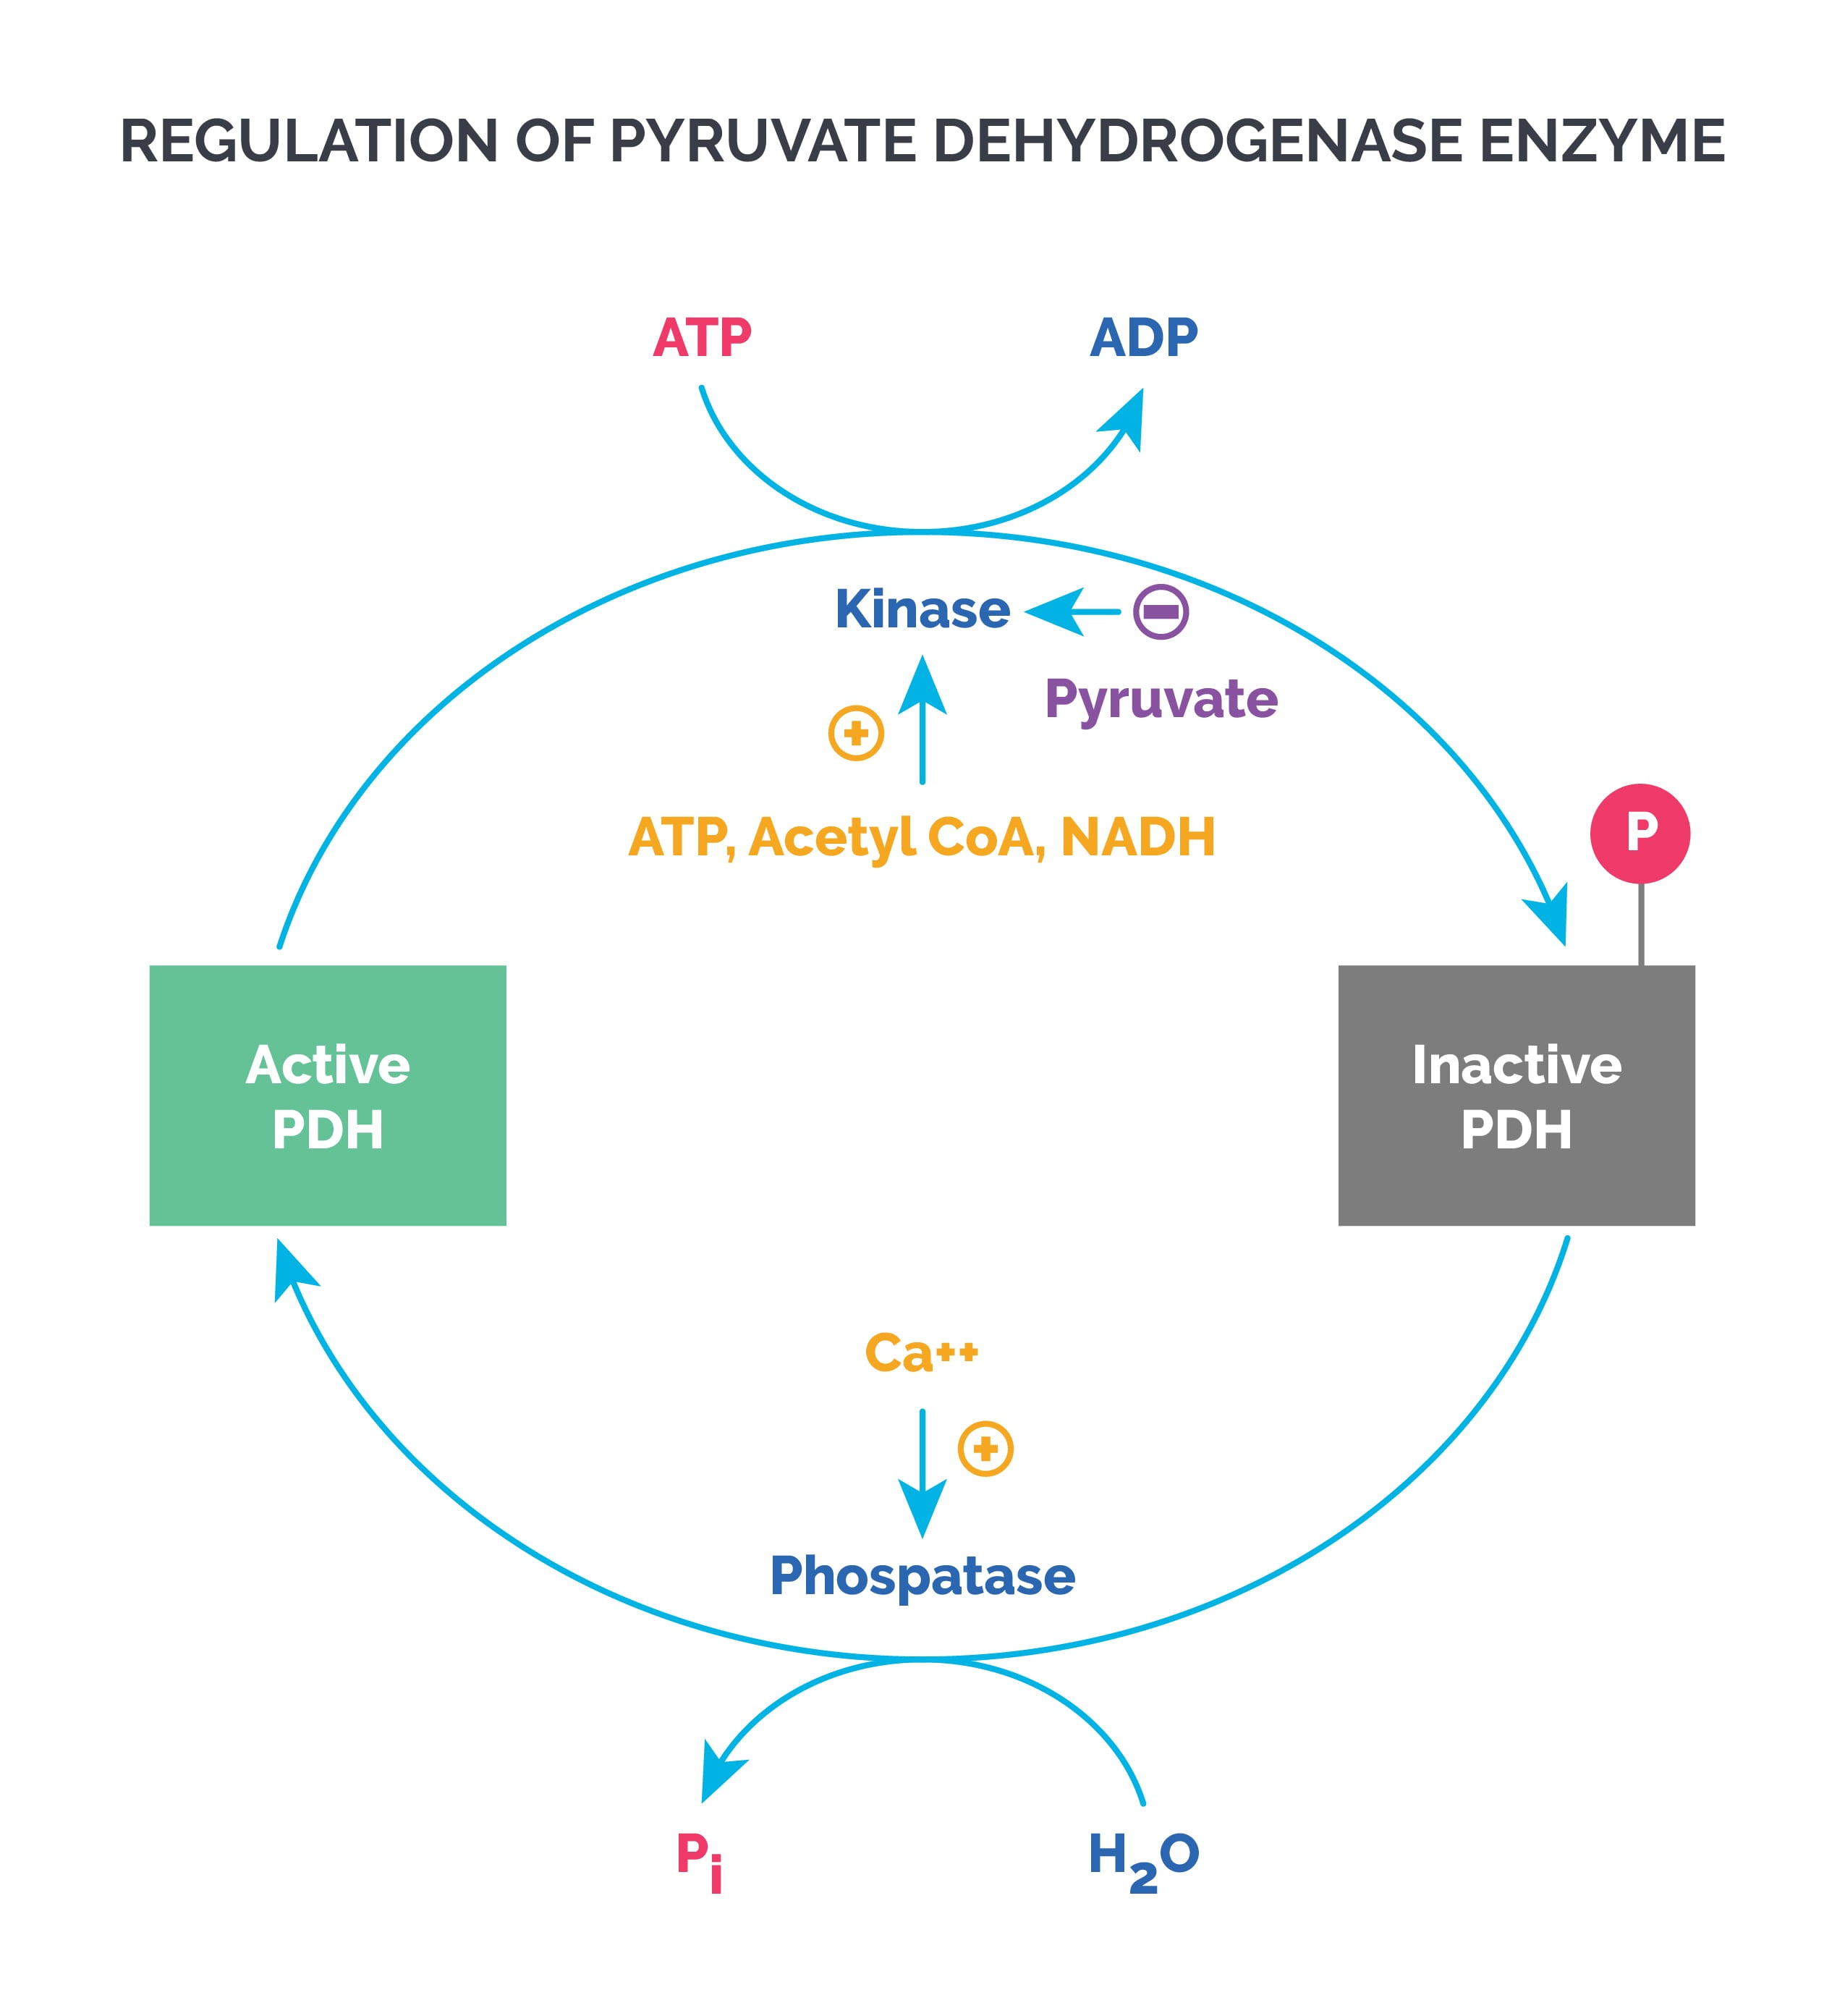 REGULATION OF PYRUVATE DEHYDROGENASE ENZYME
ATP
ADP
Kinase
Pyruvate
ATP, Acetyl CoA, NADH
P
Active
PDH
Inactive
PDH
Ca++
Phospatase
Pi
H2O